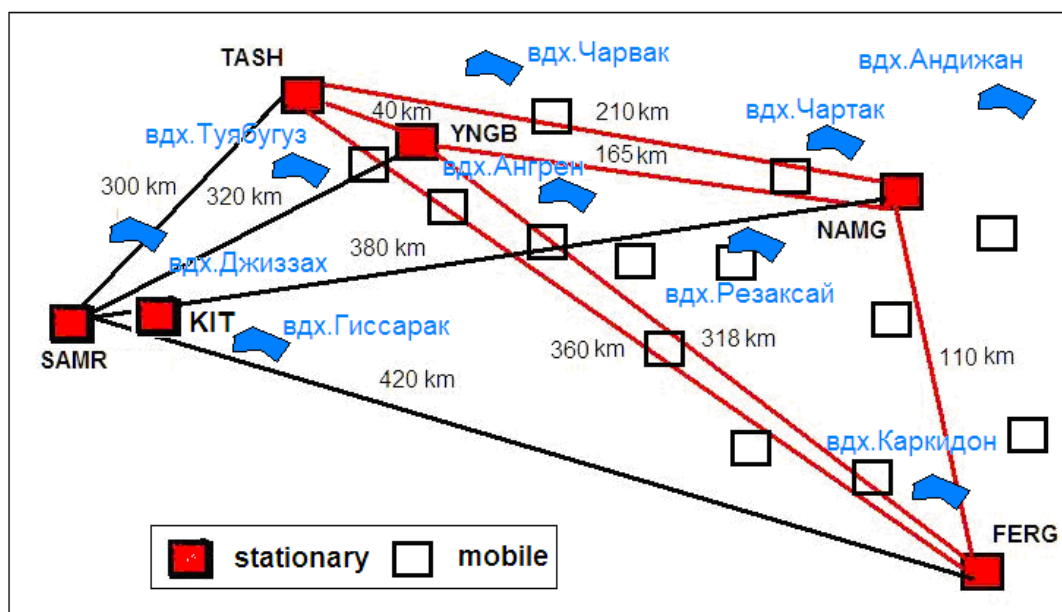 вдх.Чарвак
TASH
вдх.Андижан
40 km
210 km
вдх.Чартак
вдх.Туябугуз
YNGB
165 km
вдх.Ангрен
300 km
320 km
NAMG
380 km
вдх.Джиззах
вдх.Резаксай
KIT
вдх.Гиссарак
SAMR
360 km
318 km
110 km
420 km
вдх.Каркидон
FERG
stationary
mobile